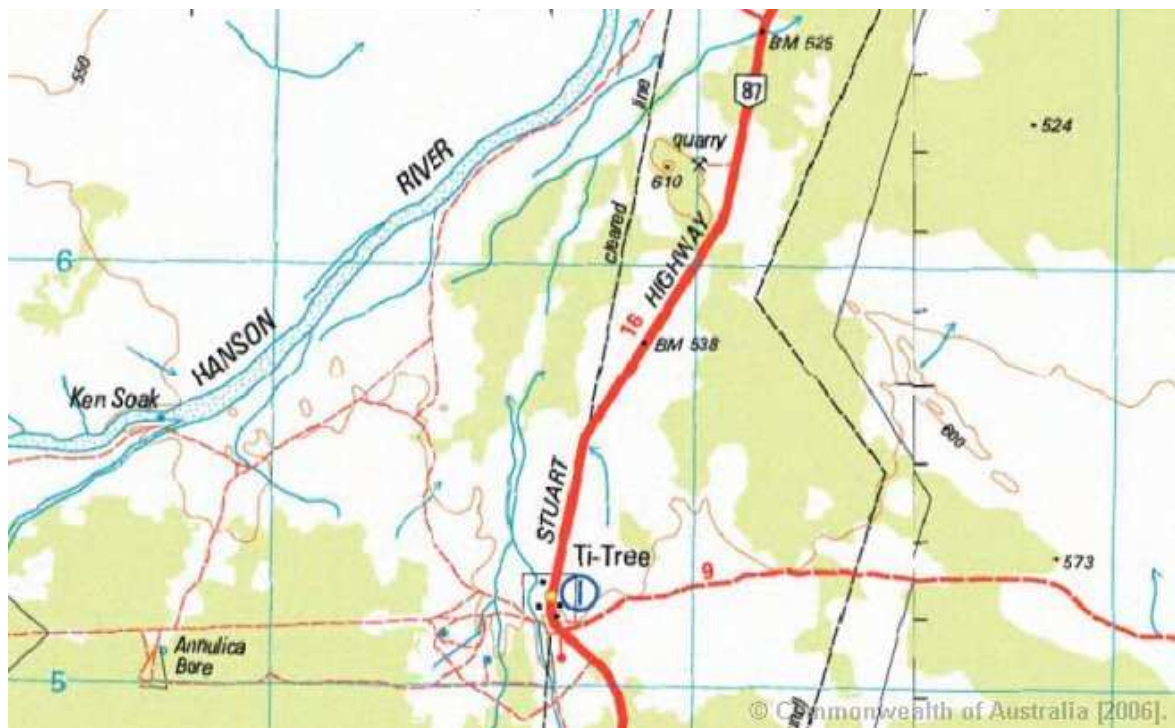 550
BM 525
87
line
quarry
610
524
RIVER
cleared
HIGHWAY
6
HANSON
16
BM 538
Ken Soak
600
STUART
Ti-Tree
9
573
Annulica
Bore
5
© Commonwealth of Australia [2006]